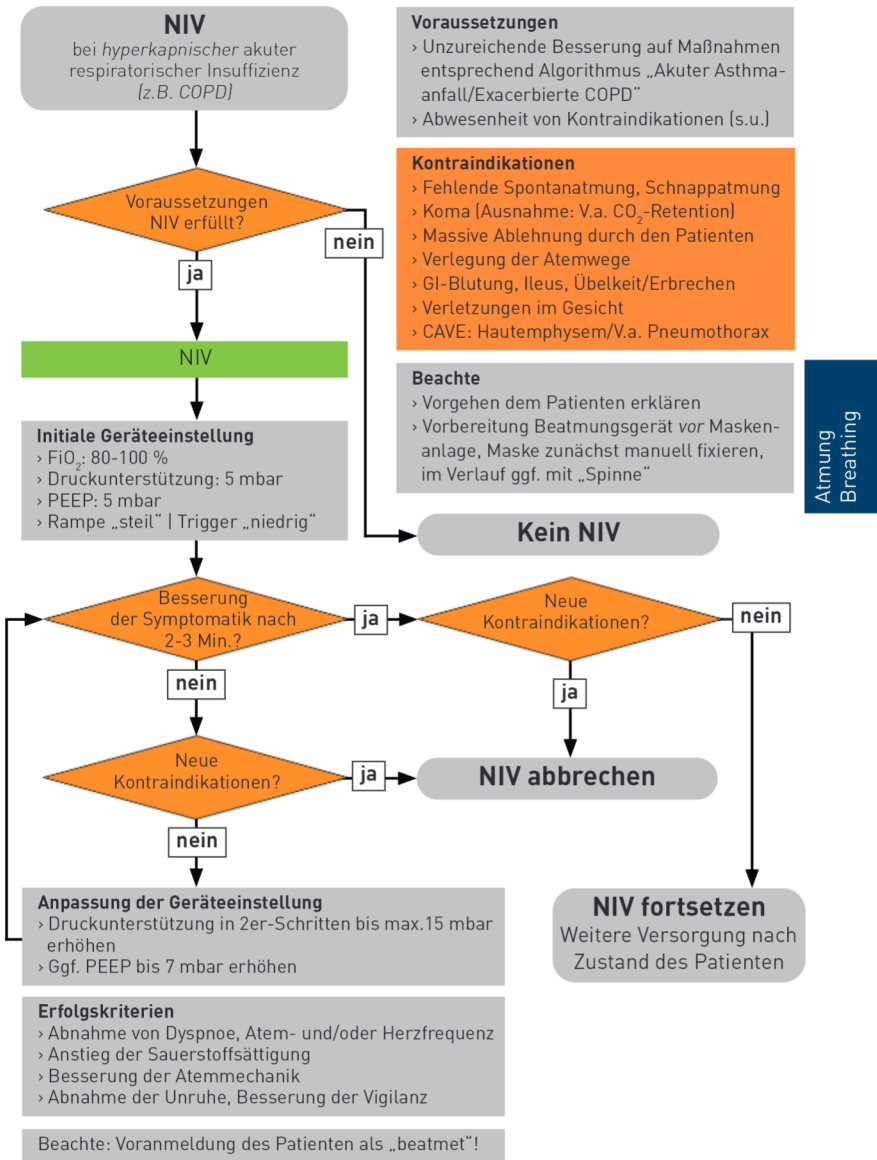 NIV
bei hyperkapnischer akuter
respiratorischer Insuffizienz
(z.B. COPD)
Voraussetzungen
NIV erfüllt?
nein
ja
NIV
Initiale Geräteeinstellung
› FiO₂: 80-100 %
› Druckunterstützung: 5 mbar
› PEEP: 5 mbar
› Rampe „steil“ | Trigger „niedrig“
Voraussetzungen
› Unzureichende Besserung auf Maßnahmen
entsprechend Algorithmus „Akuter Asthma-
anfall/Exacerbierte COPD“
› Abwesenheit von Kontraindikationen (s.u.)
Kontraindikationen
› Fehlende Spontanatmung, Schnappatmung
› Koma (Ausnahme: V.a. CO₂-Retention)
› Massive Ablehnung durch den Patienten
› Verlegung der Atemwege
› GI-Blutung, Ileus, Übelkeit/Erbrechen
› Verletzungen im Gesicht
› CAVE: Hautemphysem/V.a. Pneumothorax
Beachte
› Vorgehen dem Patienten erklären
› Vorbereitung Beatmungsgerät vor Masken-
anlage, Maske zunächst manuell fixieren,
im Verlauf ggf. mit „Spinne“
Atmung
Breathing
Kein NIV
Besserung
der Symptomatik nach
2-3 Min.?
ja
Neue
Kontraindikationen?
nein
nein
ja
Neue
Kontraindikationen?
ja
NIV abbrechen
nein
Anpassung der Geräteeinstellung
› Druckunterstützung in 2er-Schritten bis max.15 mbar
erhöhen
› Ggf. PEEP bis 7 mbar erhöhen
NIV fortsetzen
Weitere Versorgung nach
Zustand des Patienten
Erfolgskriterien
› Abnahme von Dyspnoe, Atem- und/oder Herzfrequenz
› Anstieg der Sauerstoffsättigung
› Besserung der Atemmechanik
› Abnahme der Unruhe, Besserung der Vigilanz
Beachte: Voranmeldung des Patienten als „beatmet“!